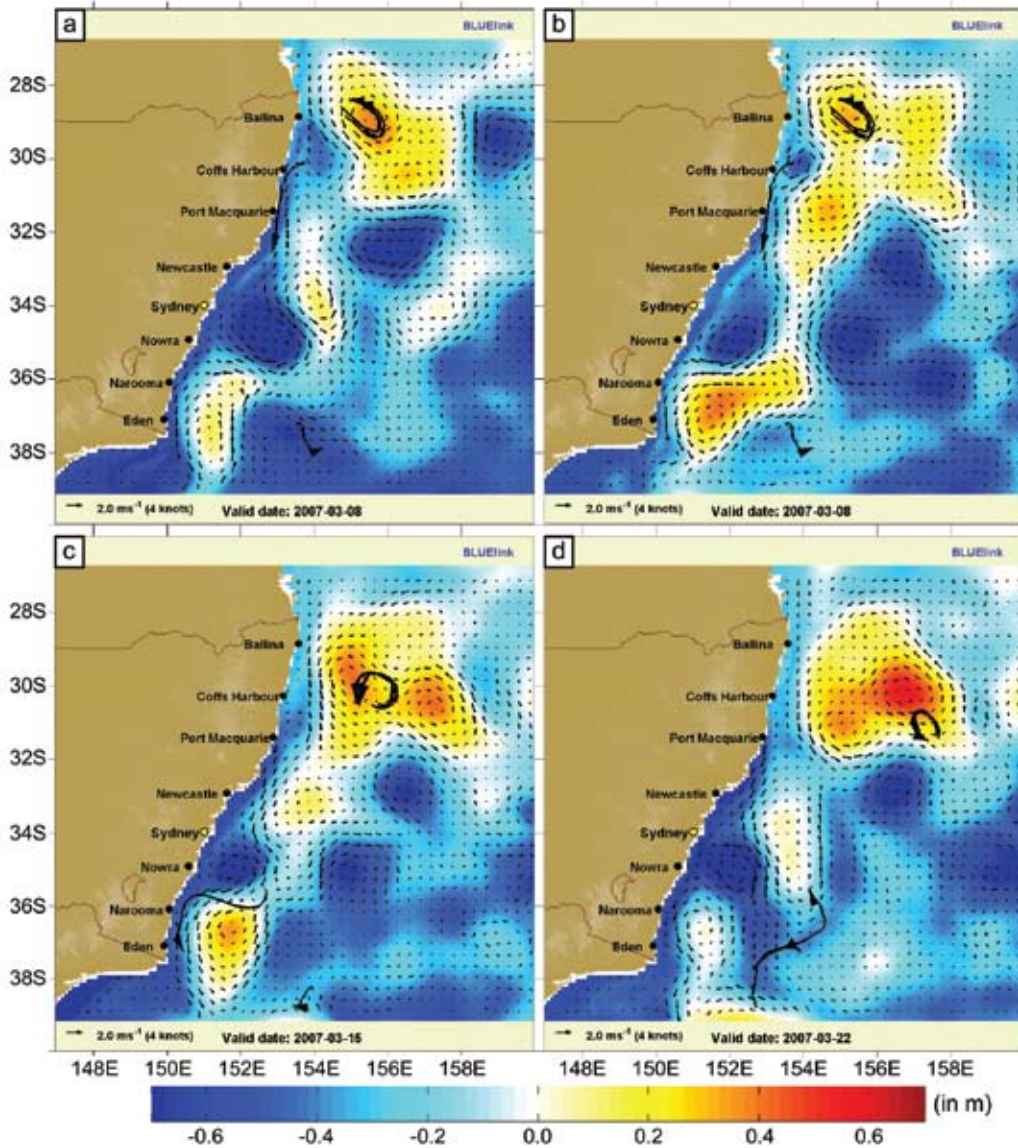 a
BLUElink
b
BLUElink
28S
30S
32S
34S
36S
38S
Ballina
Coffs Harbour
Port Macquarie
Newcastle
Sydney
Nowra
Narooma
Eden
Ballina
Coffs Harbour
Port Macquarie
Newcastle
Sydney
Nowra
Narooma
Eden
2.0 ms⁻¹ (4 knots) Valid date: 2007-03-08
2.0 ms⁻¹ (4 knots) Valid date: 2007-03-08
c
BLUElink
d
BLUElink
28S
30S
32S
34S
36S
38S
Ballina
Coffs Harbour
Port Macquarie
Newcastle
Sydney
Nowra
Narooma
Eden
Ballina
Coffs Harbour
Port Macquarie
Newcastle
Sydney
Nowra
Narooma
Eden
2.0 ms⁻¹ (4 knots) Valid date: 2007-03-15
2.0 ms⁻¹ (4 knots) Valid date: 2007-03-22
148E 150E 152E 154E 156E 158E
148E 150E 152E 154E 156E 158E
(in m)
-0.6 -0.4 -0.2 0.0 0.2 0.4 0.6